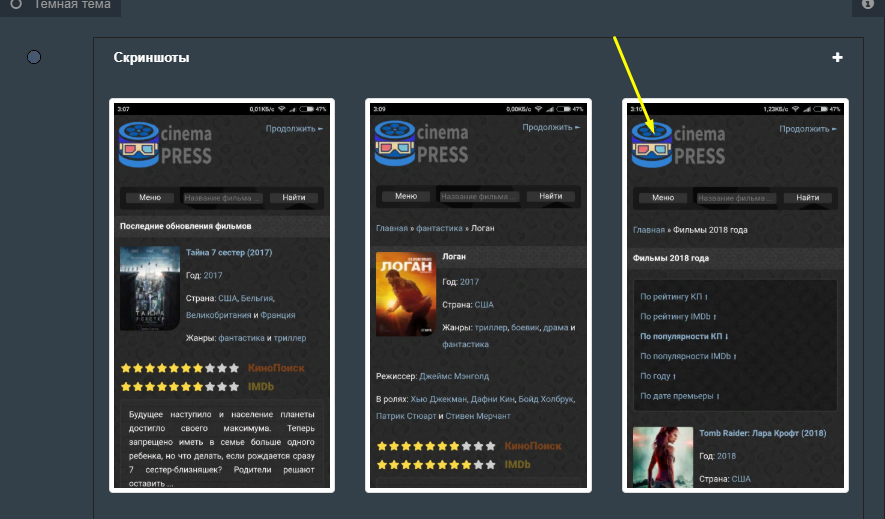 Темная тема
Скриншоты
3:07 0,01КБ/с 47%
cinema
PRESS
Продолжить
Меню Название фильма ... Найти
Последние обновления фильмов
Тайна 7 сестер (2017)
Год: 2017
Страна: США, Бельгия,
Великобритания и Франция
Жанры: фантастика и триллер
КиноПоиск
IMDb
Будущее наступило и население планеты
достигло своего максимума. Теперь
запрещено иметь в семье больше одного
ребенка, но что делать, если рождается сразу
7 сестер-близняшек? Родители решают
оставить ...
3:09 0,00КБ/с 47%
cinema
PRESS
Продолжить
Меню Название фильма ... Найти
Главная » фантастика » Логан
ЛОГАН
Логан
Год: 2017
Страна: США
Жанры: триллер, боевик, драма и
фантастика
Режиссер: Джеймс Мэнголд
В ролях: Хью Джекман, Дафни Кин, Бойд Холбрук,
Патрик Стюарт и Стивен Мерчант
КиноПоиск
IMDb
3:10 1,23КБ/с 47%
cinema
PRESS
Продолжить
Меню Название фильма ... Найти
Главная » Фильмы 2018 года
Фильмы 2018 года
По рейтингу КП ↑
По рейтингу IMDb ↑
По популярности КП ↓
По популярности IMDb ↑
По году ↑
По дате премьеры ↑
Tomb Raider: Лара Крофт (2018)
Год: 2018
Страна: США